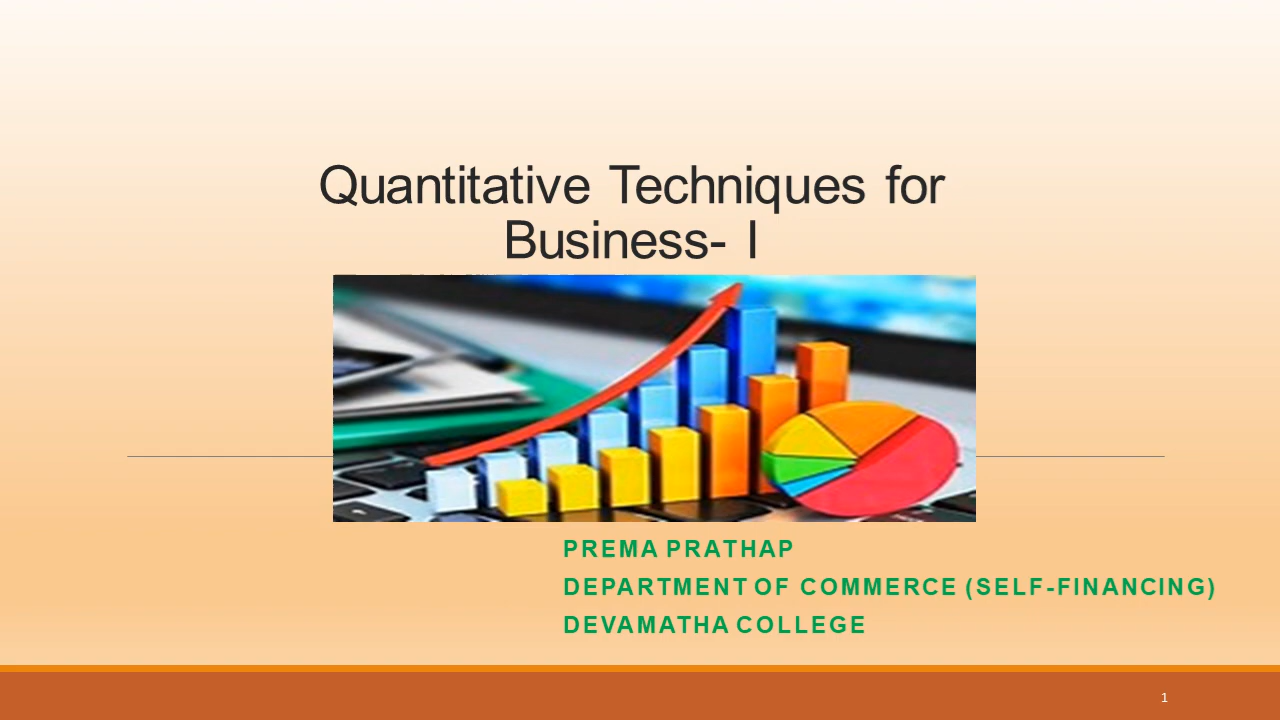 Quantitative Techniques for
Business- I
PREMA PRATHAP
DEPARTMENT OF COMMERCE (SELF-FINANCING)
DEVAMATHA COLLEGE
1